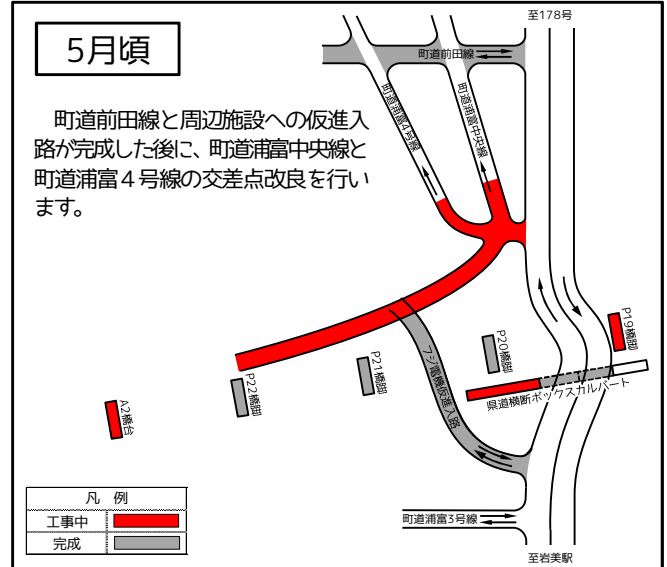 至178号
5月頃
町道前田線
町道浦富4号線
町道浦富中央線
町道前田線と周辺施設への仮進入
路が完成した後に、町道浦富中央線と
町道浦富４号線の交差点改良を行い
ます。
P19橋脚
P20橋脚
P21橋脚
P22橋脚
A2橋台
フジ電機仮進入路
県道横断ボックスカルバート
凡　例
工事中
完成
町道浦富3号線
至岩美駅